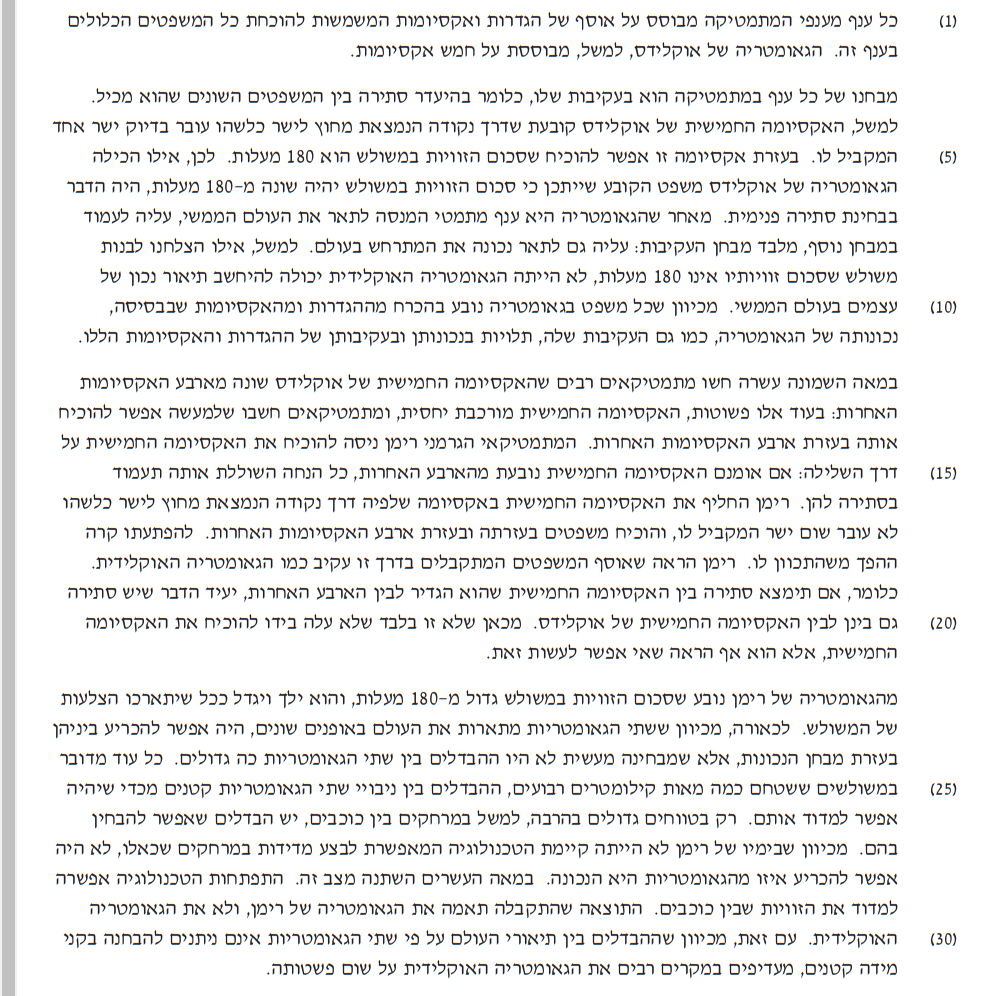 (1) כל ענף מענפי המתמטיקה מבוסס על אוסף של הגדרות ואקסיומות המשמשות להוכחת כל המשפטים הכלולים
בענף זה. הגאומטריה של אוקלידס, למשל, מבוססת על חמש אקסיומות.
מבחנו של כל ענף במתמטיקה הוא בעקיבות שלו, כלומר בהיעדר סתירה בין המשפטים השונים שהוא מכיל.
למשל, האקסיומה החמישית של אוקלידס קובעת שדרך נקודה הנמצאת מחוץ לישר כלשהו עובר בדיוק ישר אחד
(5) המקביל לו. בעזרת אקסיומה זו אפשר להוכיח שסכום הזוויות במשולש הוא 180 מעלות. לכן, אילו הכילה
הגאומטריה של אוקלידס משפט הקובע שייתכן כי סכום הזוויות במשולש יהיה שונה מ-180 מעלות, היה הדבר
בבחינת סתירה פנימית. מאחר שהגאומטריה היא ענף מתמטי המנסה לתאר את העולם הממשי, עליה לעמוד
במבחן נוסף, מלבד מבחן העקיבות: עליה גם לתאר נכונה את המתרחש בעולם. למשל, אילו הצלחנו לבנות
משולש שסכום זוויותיו אינו 180 מעלות, לא הייתה הגאומטריה האוקלידית יכולה להיחשב תיאור נכון של
(10) עצמים בעולם הממשי. מכיוון שכל משפט בגאומטריה נובע בהכרח מההגדרות ומהאקסיומות שבבסיסה,
נכונותה של הגאומטריה, כמו גם העקיבות שלה, תלויות בנכונותן ובעקיבותן של ההגדרות והאקסיומות הללו.
במאה השמונה עשרה חשו מתמטיקאים רבים שהאקסיומה החמישית של אוקלידס שונה מארבע האקסיומות
האחרות: בעוד אלו פשוטות, האקסיומה החמישית מורכבת יחסית, ומתמטיקאים חשבו שלמעשה אפשר להוכיח
אותה בעזרת ארבע האקסיומות האחרות. המתמטיקאי הגרמני רימן ניסה להוכיח את האקסיומה החמישית על
(15) דרך השלילה: אם אומנם האקסיומה החמישית נובעת מהארבע האחרות, כל הנחה השוללת אותה תעמוד
בסתירה להן. רימן החליף את האקסיומה החמישית באקסיומה שלפיה דרך נקודה הנמצאת מחוץ לישר כלשהו
לא עובר שום ישר המקביל לו, והוכיח משפטים בעזרתה ובעזרת ארבע האקסיומות האחרות. להפתעתו קרה
ההפך משהתכוון לו. רימן הראה שאוסף המשפטים המתקבלים בדרך זו עקיב כמו הגאומטריה האוקלידית.
כלומר, אם תימצא סתירה בין האקסיומה החמישית שהוא הגדיר לבין הארבע האחרות, יעיד הדבר שיש סתירה
(20) גם בינן לבין האקסיומה החמישית של אוקלידס. מכאן שלא זו בלבד שלא עלה בידו להוכיח את האקסיומה
החמישית, אלא הוא אף הראה שאי אפשר לעשות זאת.
מהגאומטריה של רימן נובע שסכום הזוויות במשולש גדול מ-180 מעלות, והוא ילך ויגדל ככל שיתארכו הצלעות
של המשולש. לכאורה, מכיוון ששתי הגאומטריות מתארות את העולם באופנים שונים, היה אפשר להכריע ביניהן
בעזרת מבחן הנכונות, אלא שמבחינה מעשית לא היו ההבדלים בין שתי הגאומטריות כה גדולים. כל עוד מדובר
(25) במשולשים ששטחם כמה מאות קילומטרים רבועים, ההבדלים בין ניבויי שתי הגאומטריות קטנים מכדי שיהיה
אפשר למדוד אותם. רק בטווחים גדולים בהרבה, למשל במרחקים בין כוכבים, יש הבדלים שאפשר להבחין
בהם. מכיוון שבימיו של רימן לא הייתה קיימת הטכנולוגיה המאפשרת לבצע מדידות במרחקים שכאלו, לא היה
אפשר להכריע איזו מהגאומטריות היא הנכונה. במאה העשרים השתנה מצב זה. התפתחות הטכנולוגיה אפשרה
למדוד את הזוויות שבין כוכבים. התוצאה שהתקבלה תאמה את הגאומטריה של רימן, ולא את הגאומטריה
(30) האוקלידית. עם זאת, מכיוון שההבדלים בין תיאורי העולם על פי שתי הגאומטריות אינם ניתנים להבחנה בקני
מידה קטנים, מעדיפים במקרים רבים את הגאומטריה האוקלידית על שום פשטותה.